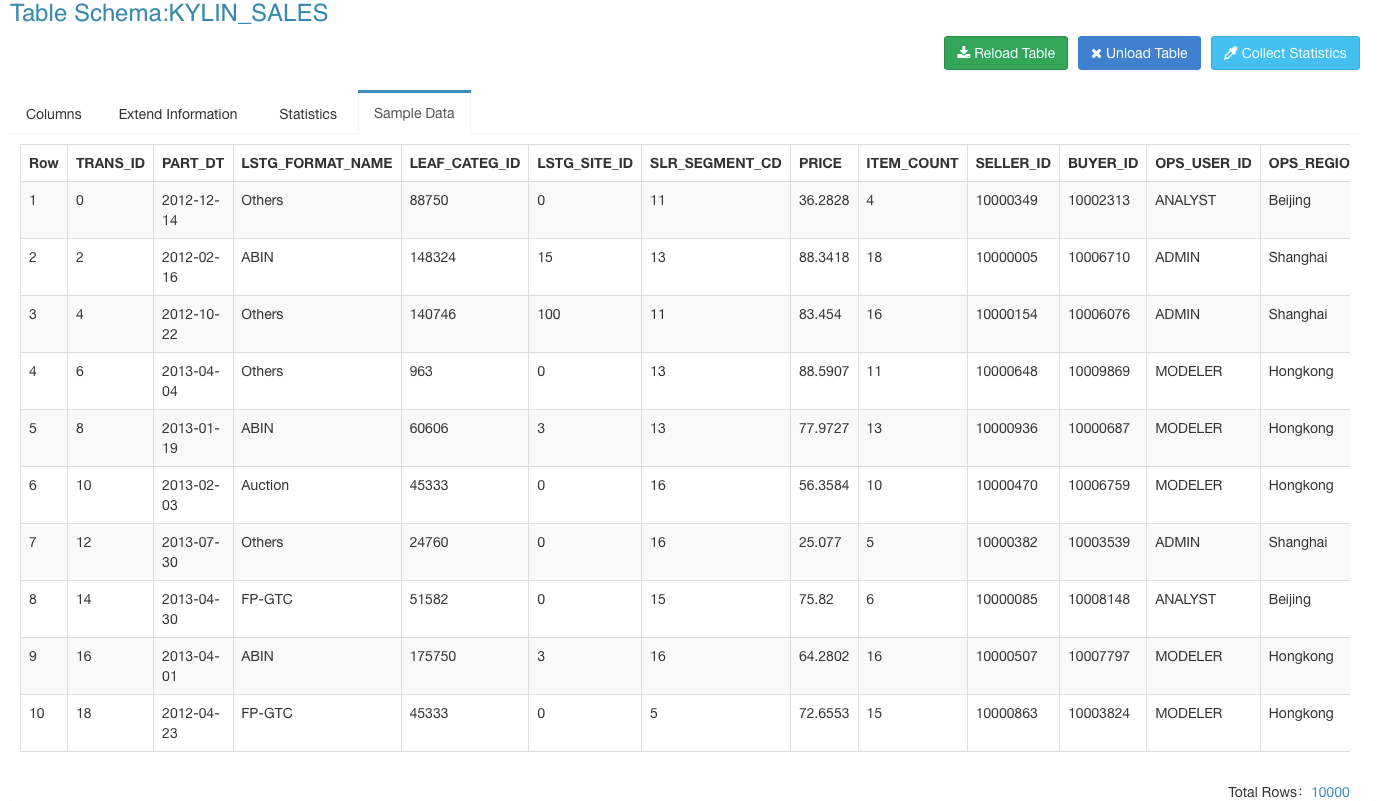 Table Schema:KYLIN_SALES
Reload Table Unload Table Collect Statistics
Columns Extend Information Statistics Sample Data
Row TRANS_ID PART_DT LSTG_FORMAT_NAME LEAF_CATEG_ID LSTG_SITE_ID SLR_SEGMENT_CD PRICE ITEM_COUNT SELLER_ID BUYER_ID OPS_USER_ID OPS_REGIO
1 0 2012-12- Others 88750 0 11 36.2828 4 10000349 10002313 ANALYST Beijing
14
2 2 2012-02- ABIN 148324 15 13 88.3418 18 10000005 10006710 ADMIN Shanghai
16
3 4 2012-10- Others 140746 100 11 83.454 16 10000154 10006076 ADMIN Shanghai
22
4 6 2013-04- Others 963 0 13 88.5907 11 10000648 10009869 MODELER Hongkong
04
5 8 2013-01- ABIN 60606 3 13 77.9727 13 10000936 10000687 MODELER Hongkong
19
6 10 2013-02- Auction 45333 0 16 56.3584 10 10000470 10006759 MODELER Hongkong
03
7 12 2013-07- Others 24760 0 16 25.077 5 10000382 10003539 ADMIN Shanghai
30
8 14 2013-04- FP-GTC 51582 0 15 75.82 6 10000085 10008148 ANALYST Beijing
30
9 16 2013-04- ABIN 175750 3 16 64.2802 16 10000507 10007797 MODELER Hongkong
01
10 18 2012-04- FP-GTC 45333 0 5 72.6553 15 10000863 10003824 MODELER Hongkong
23
Total Rows: 10000